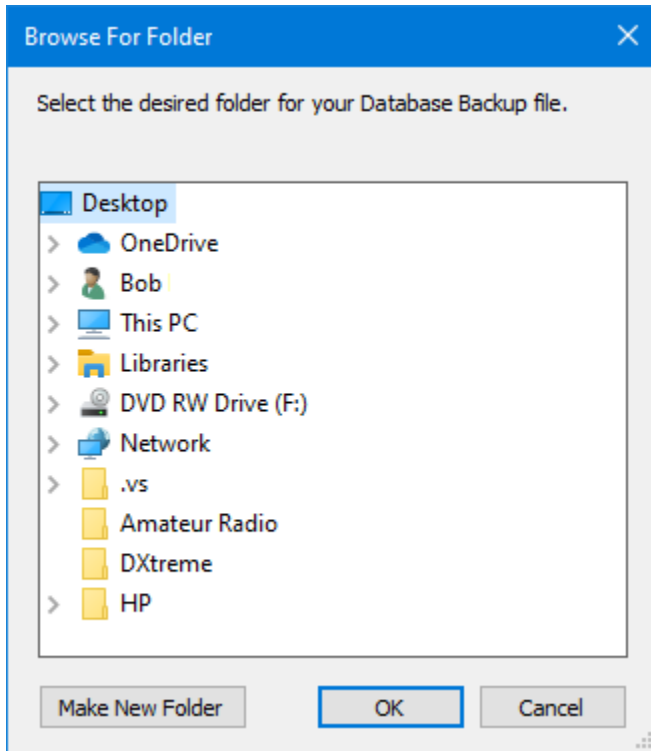 Browse For Folder
Select the desired folder for your Database Backup file.
Desktop
OneDrive
Bob
This PC
Libraries
DVD RW Drive (F:)
Network
.vs
Amateur Radio
DXtreme
HP
Make New Folder OK Cancel